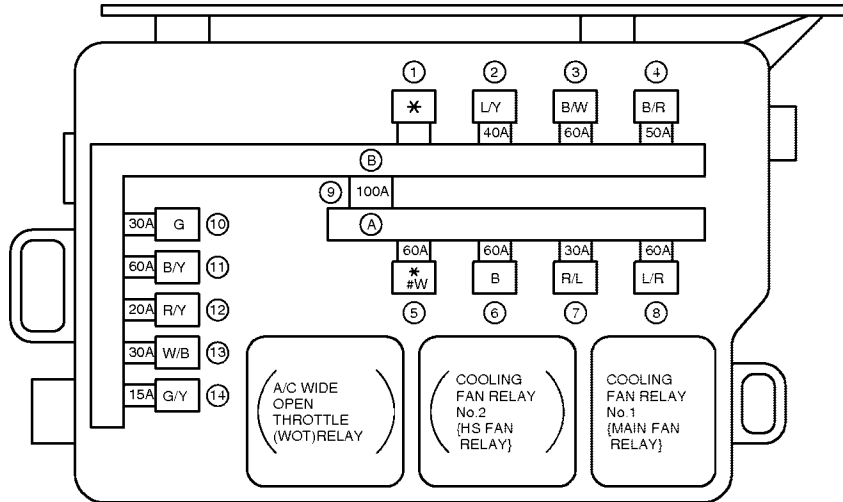 1 2 3 4
* L/Y B/W B/R
40A 60A 50A
B
9 100A
A
30A G 10
60A B/Y 11
20A R/Y 12
30A W/B 13
15A G/Y 14
60A 60A 30A 60A
*
#W B R/L L/R
5 6 7 8
(A/C WIDE
OPEN
THROTTLE
(WOT)RELAY)
(COOLING
FAN RELAY
No.2
{HS FAN
RELAY})
COOLING
FAN RELAY
No.1
{MAIN FAN
RELAY}